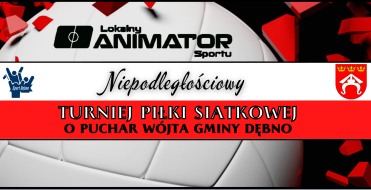 Lokalny
ANIMATOR
Sportu
Niepodległościowy
TURNIEJ PIŁKI SIATKOWEJ
O PUCHAR WÓJTA GMINY DĘBNO